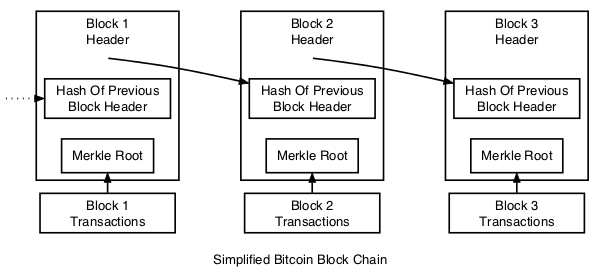 Block 1
Header
Hash Of Previous
Block Header
Merkle Root
Block 1
Transactions
Block 2
Header
Hash Of Previous
Block Header
Merkle Root
Block 2
Transactions
Block 3
Header
Hash Of Previous
Block Header
Merkle Root
Block 3
Transactions
Simplified Bitcoin Block Chain